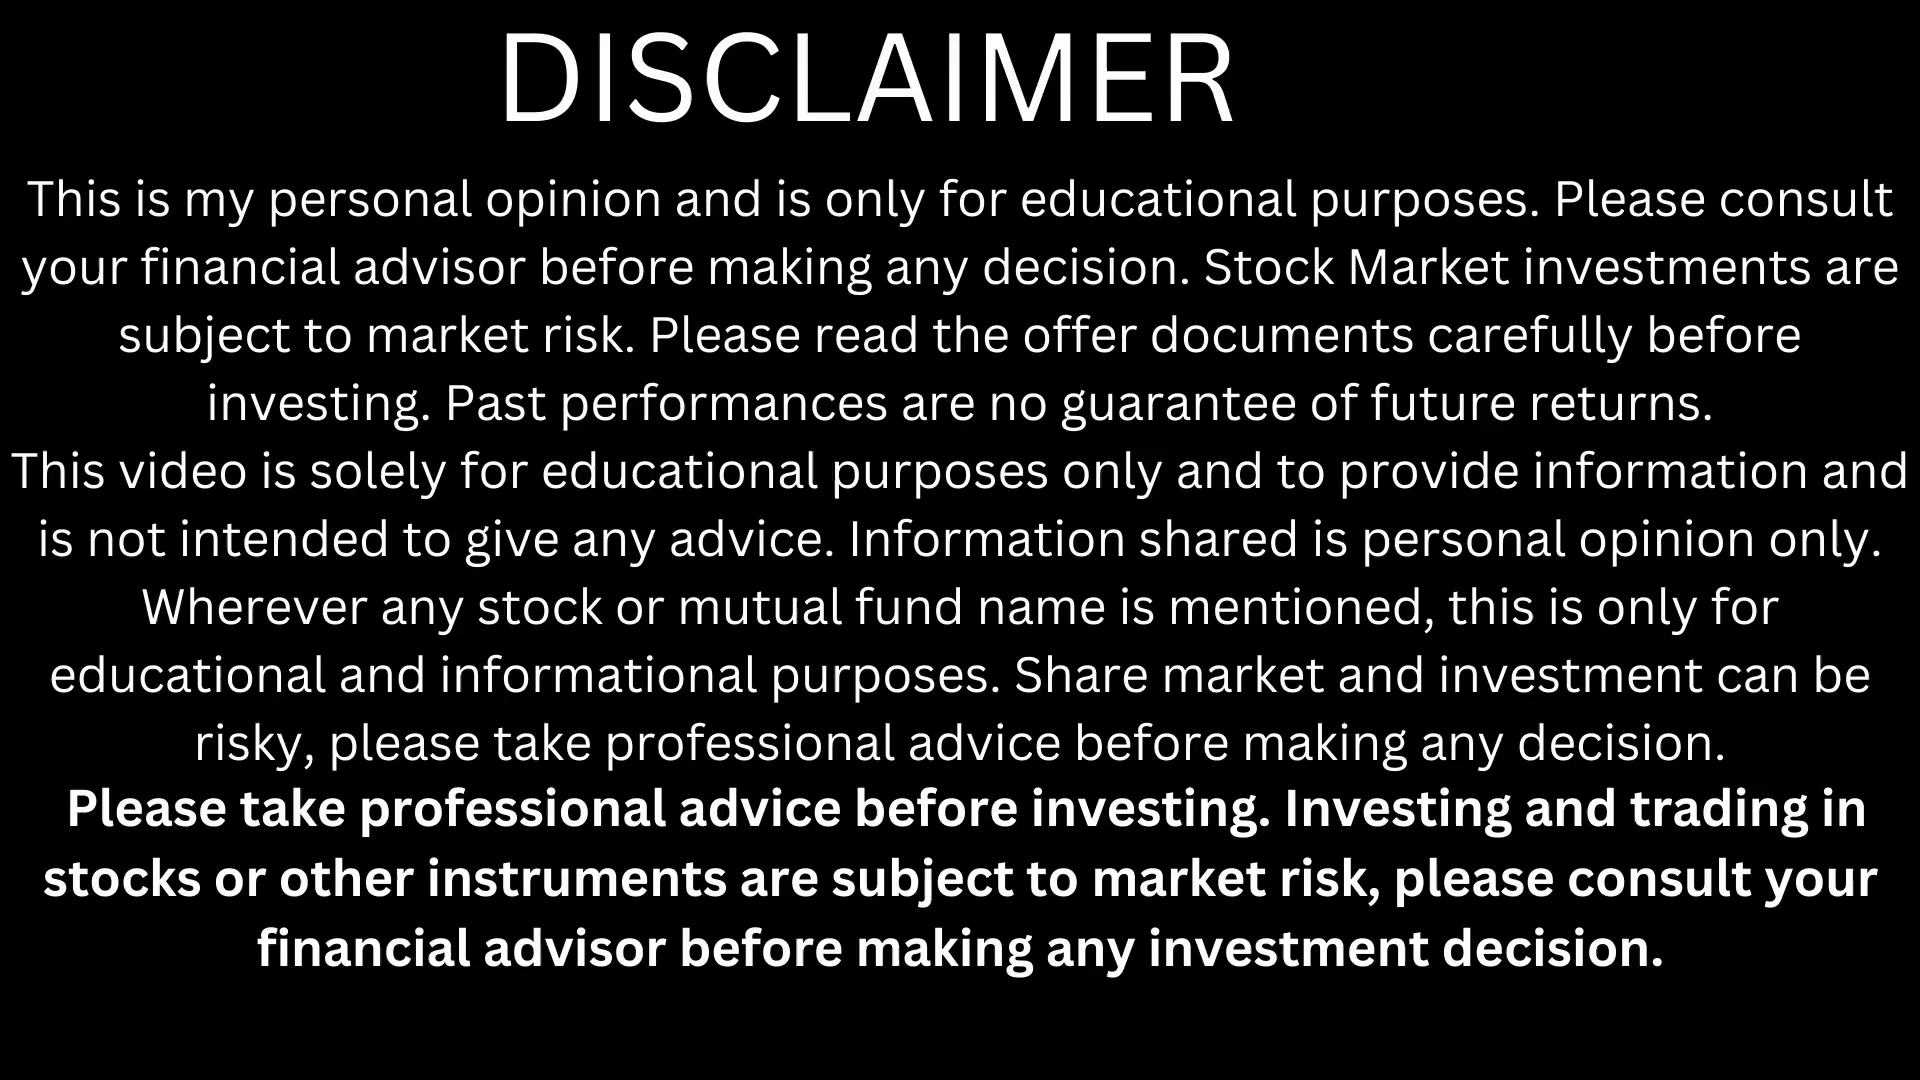 DISCLAIMER
This is my personal opinion and is only for educational purposes. Please consult
your financial advisor before making any decision. Stock Market investments are
subject to market risk. Please read the offer documents carefully before
investing. Past performances are no guarantee of future returns.
This video is solely for educational purposes only and to provide information and
is not intended to give any advice. Information shared is personal opinion only.
Wherever any stock or mutual fund name is mentioned, this is only for
educational and informational purposes. Share market and investment can be
risky, please take professional advice before making any decision.
Please take professional advice before investing. Investing and trading in
stocks or other instruments are subject to market risk, please consult your
financial advisor before making any investment decision.